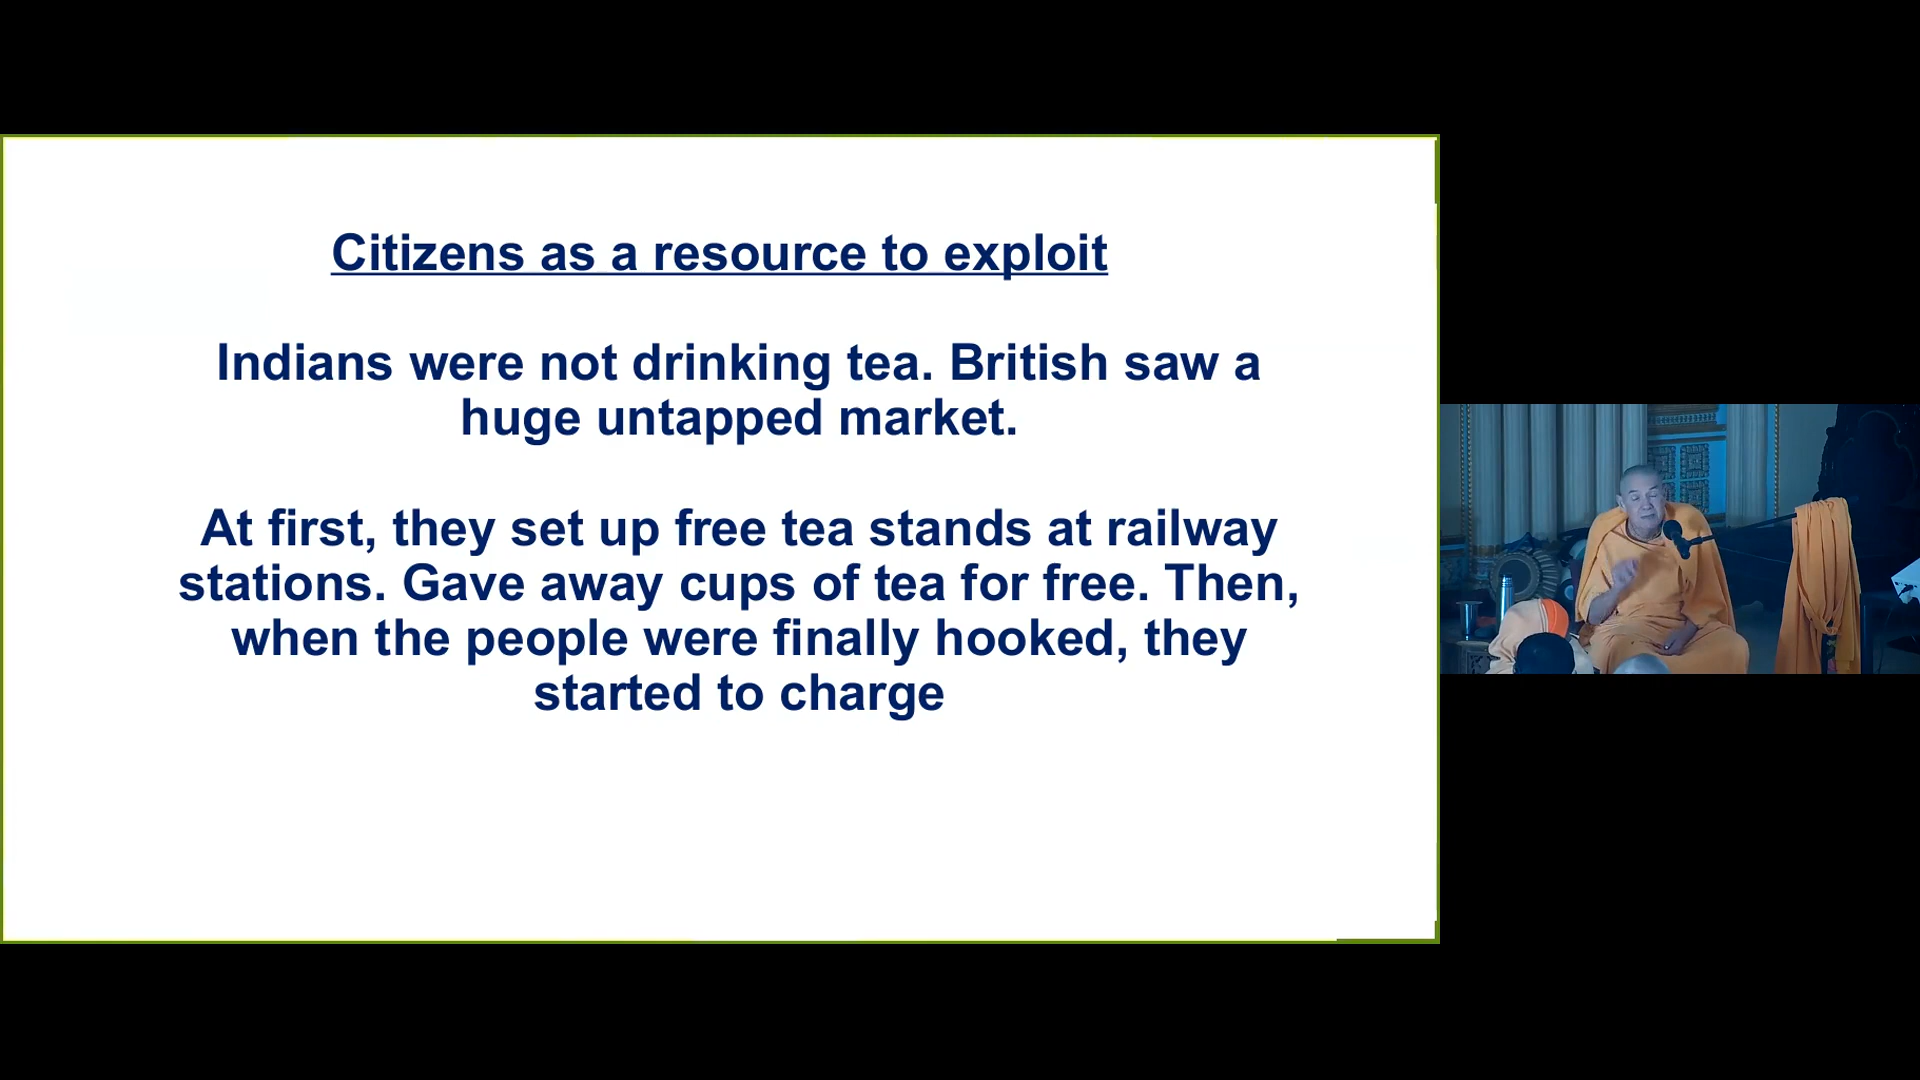 Citizens as a resource to exploit
Indians were not drinking tea. British saw a
huge untapped market.
At first, they set up free tea stands at railway
stations. Gave away cups of tea for free. Then,
when the people were finally hooked, they
started to charge